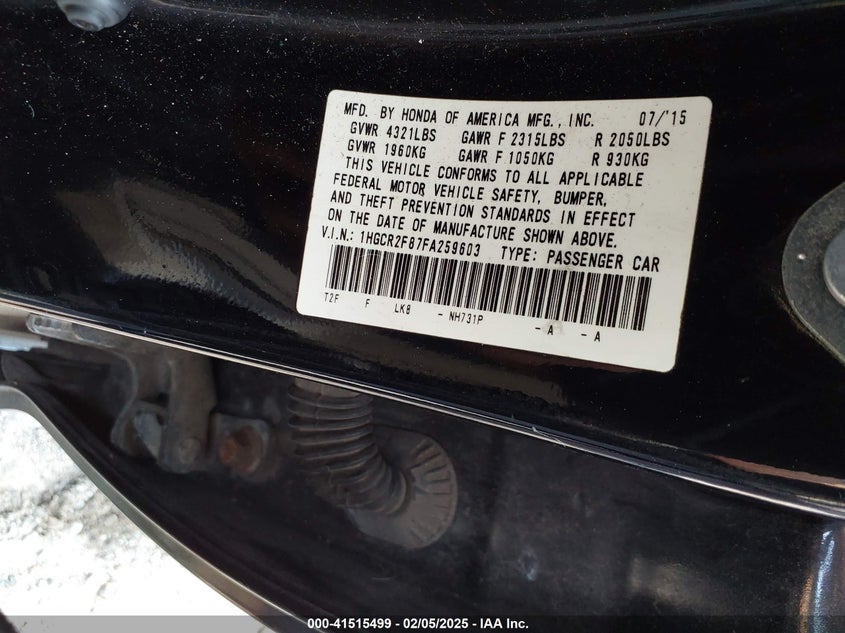 MFD. BY HONDA OF AMERICA MFG., INC. 07/'15
GVWR 4321LBS GAWR F 2315LBS R 2050LBS
GVWR 1960KG GAWR F 1050KG R 930KG
THIS VEHICLE CONFORMS TO ALL APPLICABLE
FEDERAL MOTOR VEHICLE SAFETY, BUMPER,
AND THEFT PREVENTION STANDARDS IN EFFECT
ON THE DATE OF MANUFACTURE SHOWN ABOVE.
V.I.N.: 1HGCR2F87FA259603 TYPE: PASSENGER CAR
T2F F LK8 - NH731P - A - A
000-41515499 - 02/05/2025 - IAA Inc.